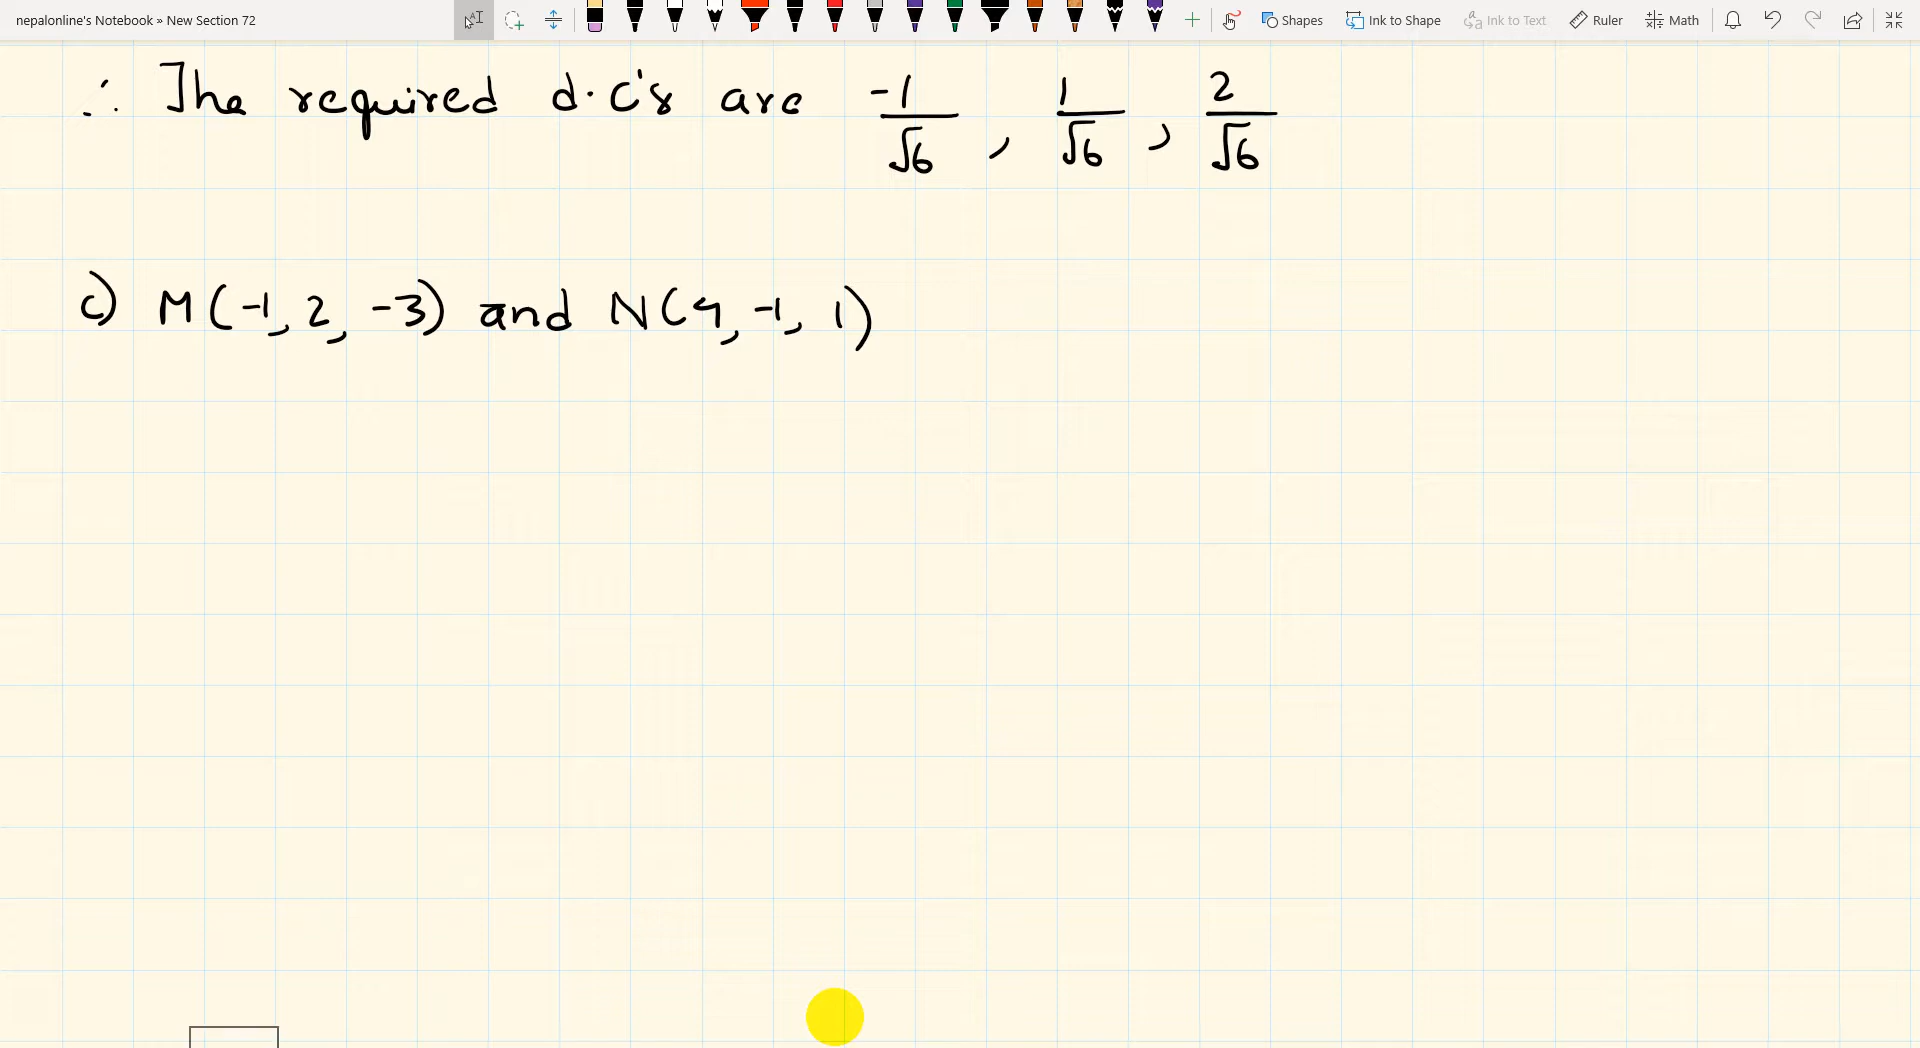 nepalonline's Notebook » New Section 72
Shapes Ink to Shape Ink to Text Ruler Math
∴ The required d.c's are -1/√6, 1/√6, 2/√6
c) M(-1, 2, -3) and N(4, -1, 1)